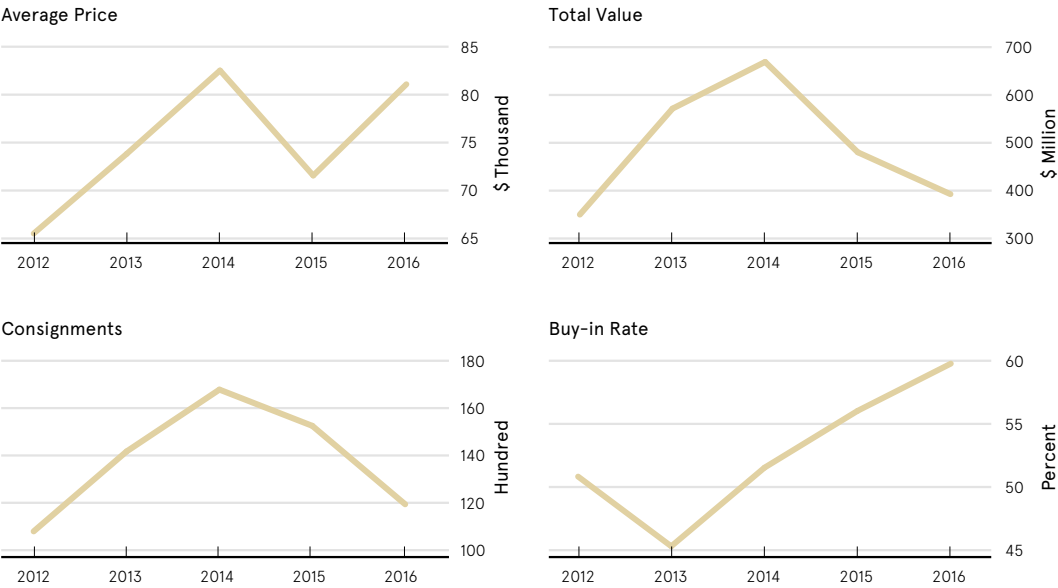 Average Price
85
80
75
70
65
$ Thousand
2012 2013 2014 2015 2016
Total Value
700
600
500
400
300
$ Million
2012 2013 2014 2015 2016
Consignments
180
160
140
120
100
Hundred
2012 2013 2014 2015 2016
Buy-in Rate
60
55
50
45
Percent
2012 2013 2014 2015 2016